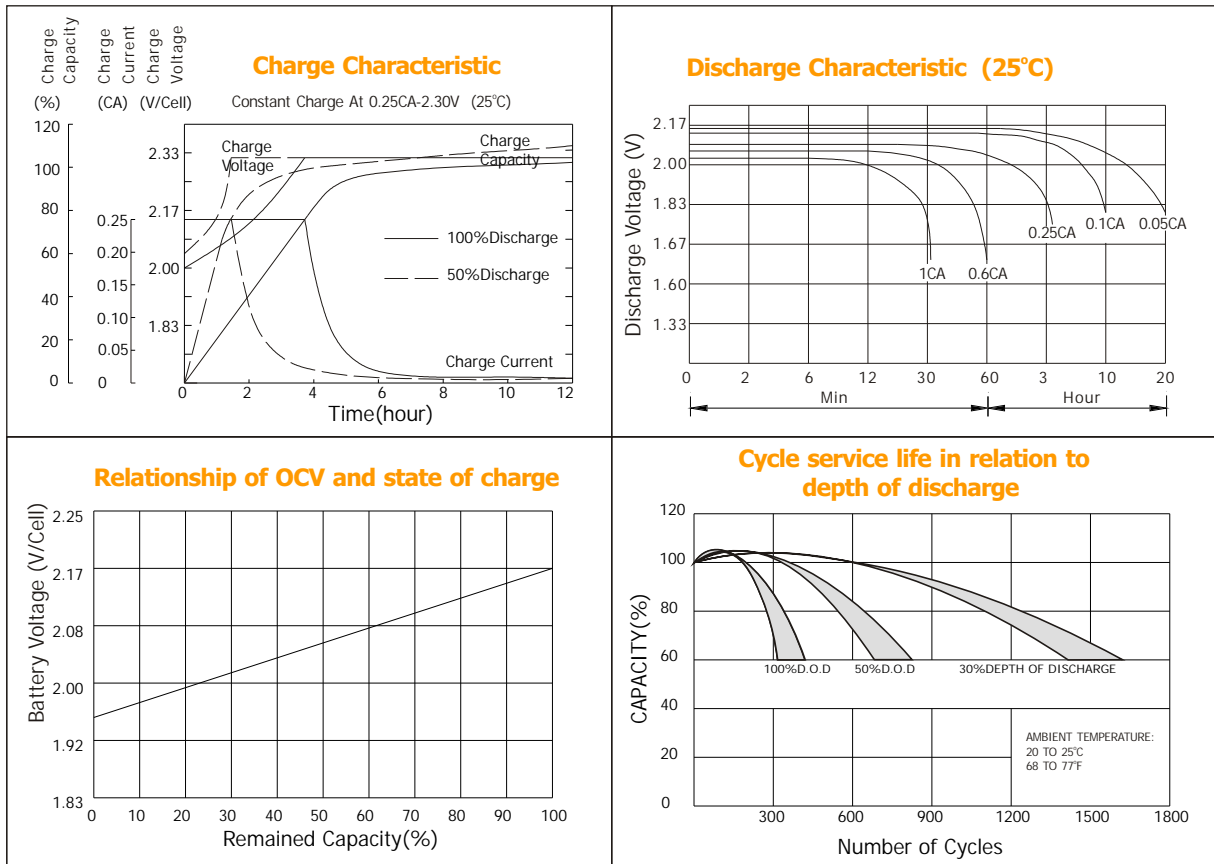 Charge Characteristic
Constant Charge At 0.25CA-2.30V (25°C)
Charge Capacity
(%)
120
100
80
60
40
20
0
Charge Current
(CA)
0.25
0.20
0.15
0.10
0.05
0
Charge Voltage
(V/Cell)
2.33
2.17
2.00
1.83
Charge
Voltage
Charge
Capacity
100%Discharge
50%Discharge
Charge Current
0 2 4 6 8 10 12
Time(hour)
Discharge Characteristic (25°C)
Discharge Voltage (V)
2.17
2.00
1.83
1.67
1.60
1.33
1CA
0.6CA
0.25CA
0.1CA
0.05CA
0 2 6 12 30 60 3 10 20
Min Hour
Relationship of OCV and state of charge
Battery Voltage (V/Cell)
2.25
2.17
2.08
2.00
1.92
1.83
0 10 20 30 40 50 60 70 80 90 100
Remained Capacity(%)
Cycle service life in relation to
depth of discharge
CAPACITY(%)
120
100
80
60
40
20
0
100%D.O.D
50%D.O.D
30%DEPTH OF DISCHARGE
AMBIENT TEMPERATURE:
20 TO 25°C
68 TO 77°F
300 600 900 1200 1500 1800
Number of Cycles